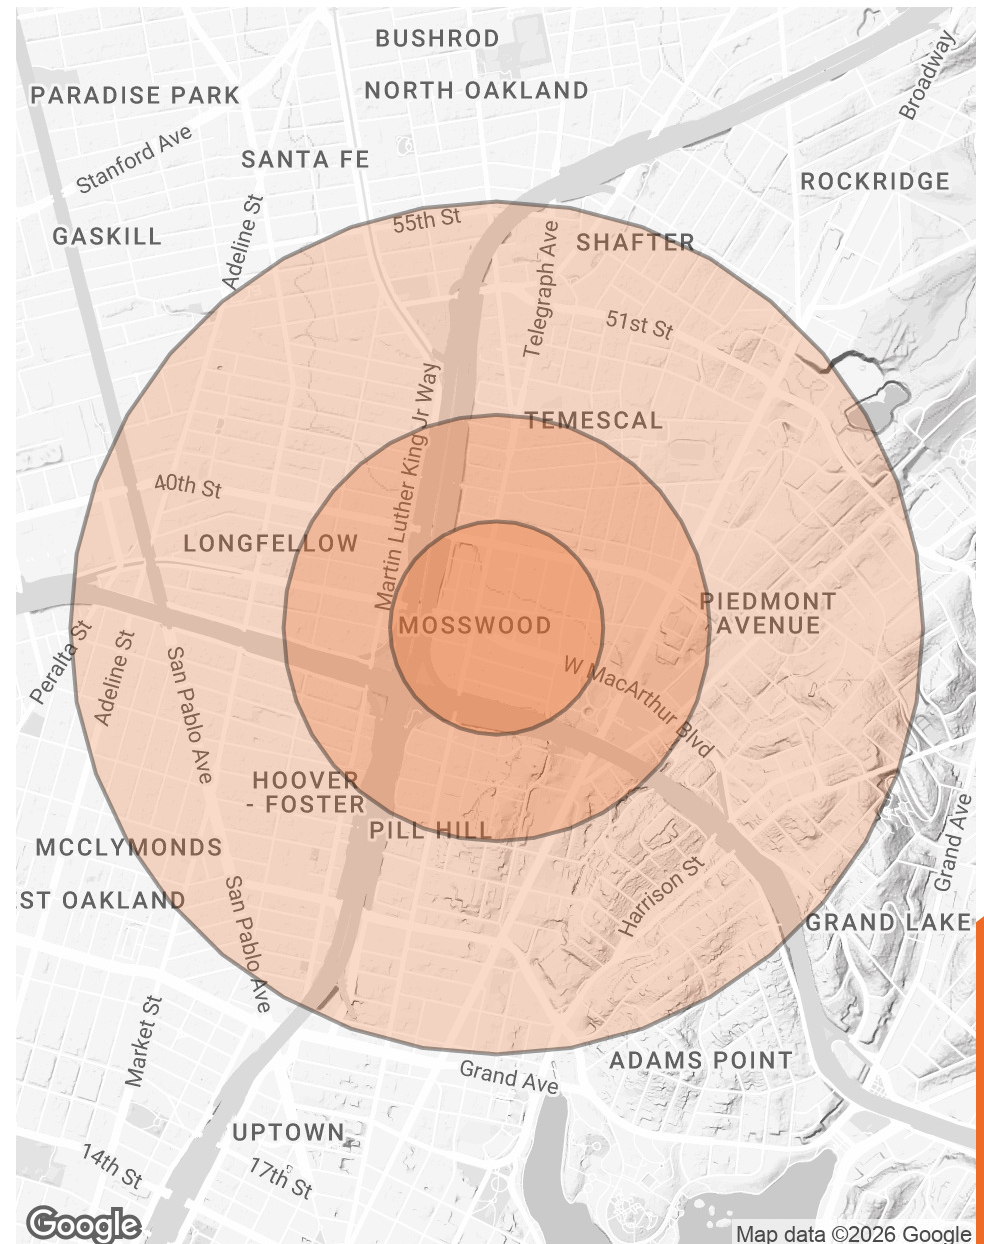 BUSHROD
NORTH OAKLAND
Broadway
PARADISE PARK
Stanford Ave
SANTA FE
ROCKRIDGE
Adeline St
55th St
GASKILL
SHAFTER
Telegraph Ave
51st St
Martin Luther King Jr Way
TEMESCAL
40th St
LONGFELLOW
PIEDMONT
AVENUE
MOSSWOOD
Peralta St
Adeline St
San Pablo Ave
W MacArthur Blvd
HOOVER
- FOSTER
PILL HILL
MCCLYMONDS
Grand Ave
ST OAKLAND
San Pablo Ave
Harrison St
GRAND LAKE
Market St
Grand Ave
ADAMS POINT
UPTOWN
14th St
17th St
Google
Map data ©2026 Google